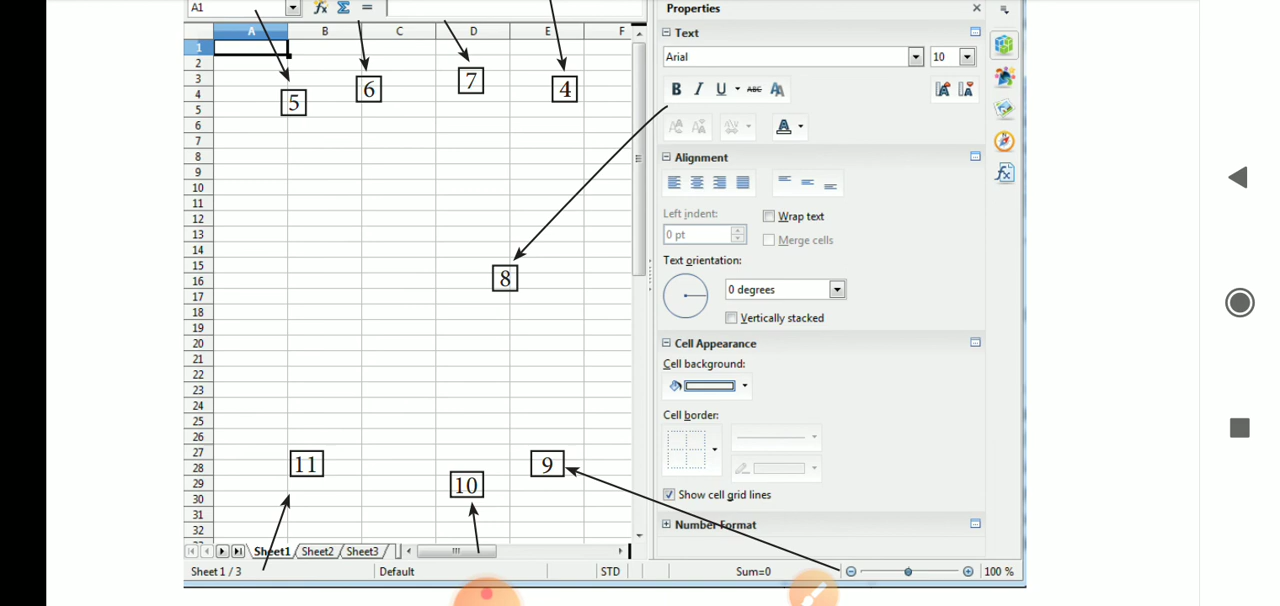 A1
Properties
A B C D E F
Text
1
Arial 10
2
3
6 7 4
B I U ABC AA
4 5
5
6
7
8
Alignment
9
10
11
Left indent: Wrap text
12
0 pt Merge cells
13
14
Text orientation:
15
16 8
0 degrees
17
18
Vertically stacked
19
20
Cell Appearance
21
Cell background:
22
23
24
Cell border:
25
26
27
28 11 9
29 10
Show cell grid lines
30
31
Number Format
32
Sheet1 Sheet2 Sheet3
Sheet 1 / 3 Default STD Sum=0 100 %